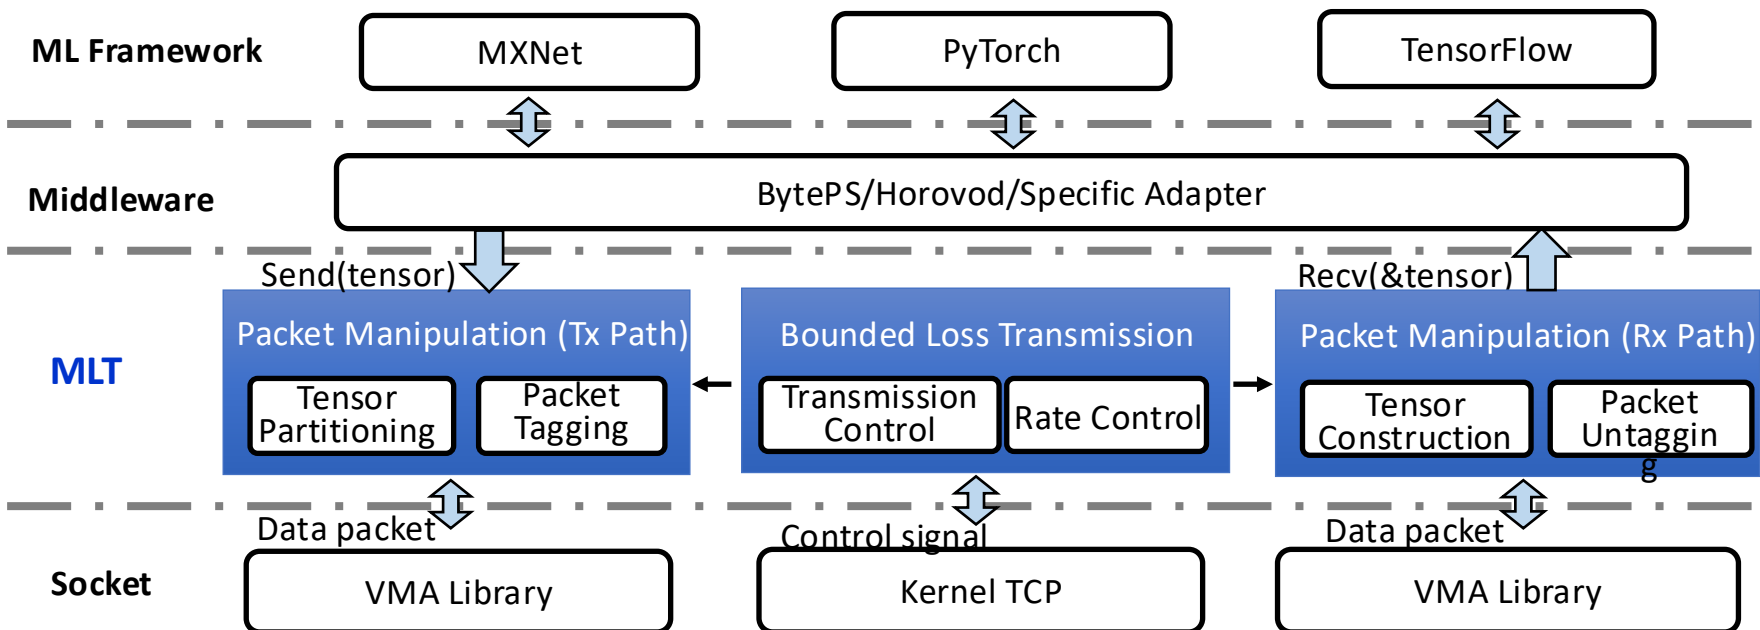 ML Framework
MXNet
PyTorch
TensorFlow
Middleware
BytePS/Horovod/Specific Adapter
Send(tensor)
Recv(&tensor)
MLT
Packet Manipulation (Tx Path)
Tensor
Partitioning
Packet
Tagging
Bounded Loss Transmission
Transmission
Control
Rate Control
Packet Manipulation (Rx Path)
Tensor
Construction
Packet
Untaggin
g
Data packet
Control signal
Data packet
Socket
VMA Library
Kernel TCP
VMA Library